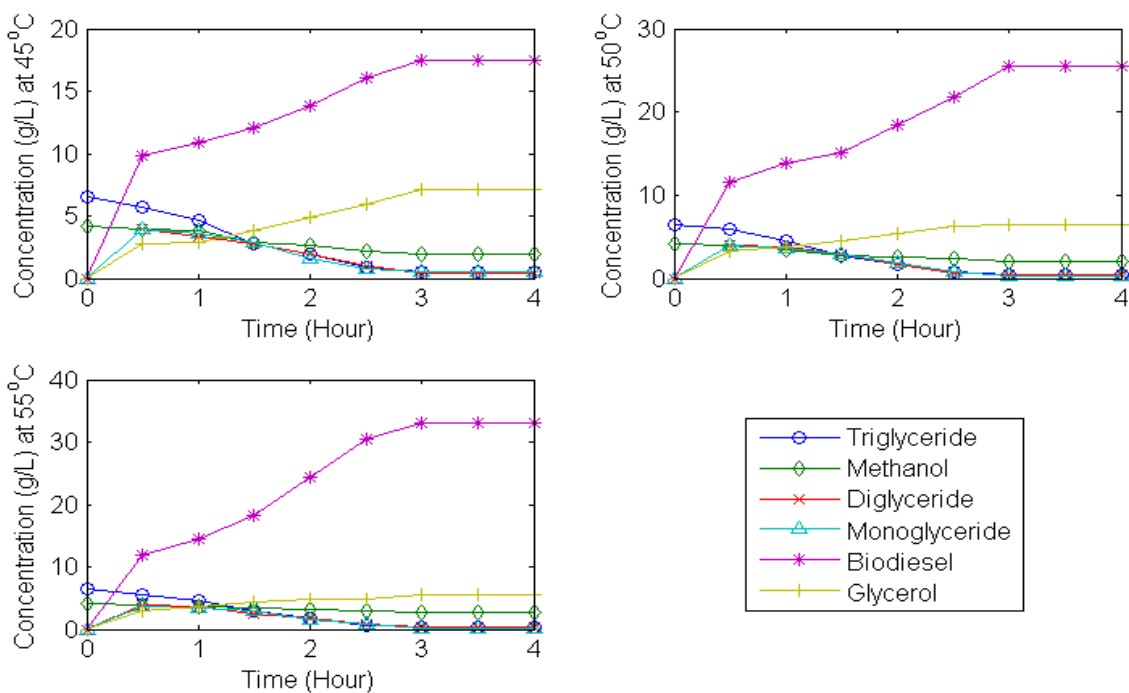 Concentration (g/L) at 45°C
20
15
10
5
0
0 1 2 3 4
Time (Hour)
Concentration (g/L) at 50°C
30
20
10
0
0 1 2 3 4
Time (Hour)
Concentration (g/L) at 55°C
40
30
20
10
0
0 1 2 3 4
Time (Hour)
Triglyceride
Methanol
Diglyceride
Monoglyceride
Biodiesel
Glycerol